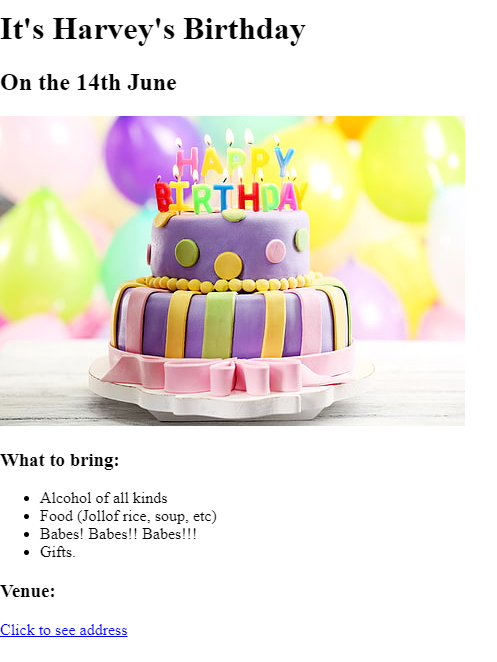 It's Harvey's Birthday
On the 14th June
HAPPY
BIRTHDAY
What to bring:
Alcohol of all kinds
Food (Jollof rice, soup, etc)
Babes! Babes!! Babes!!!
Gifts.
Venue:
Click to see address